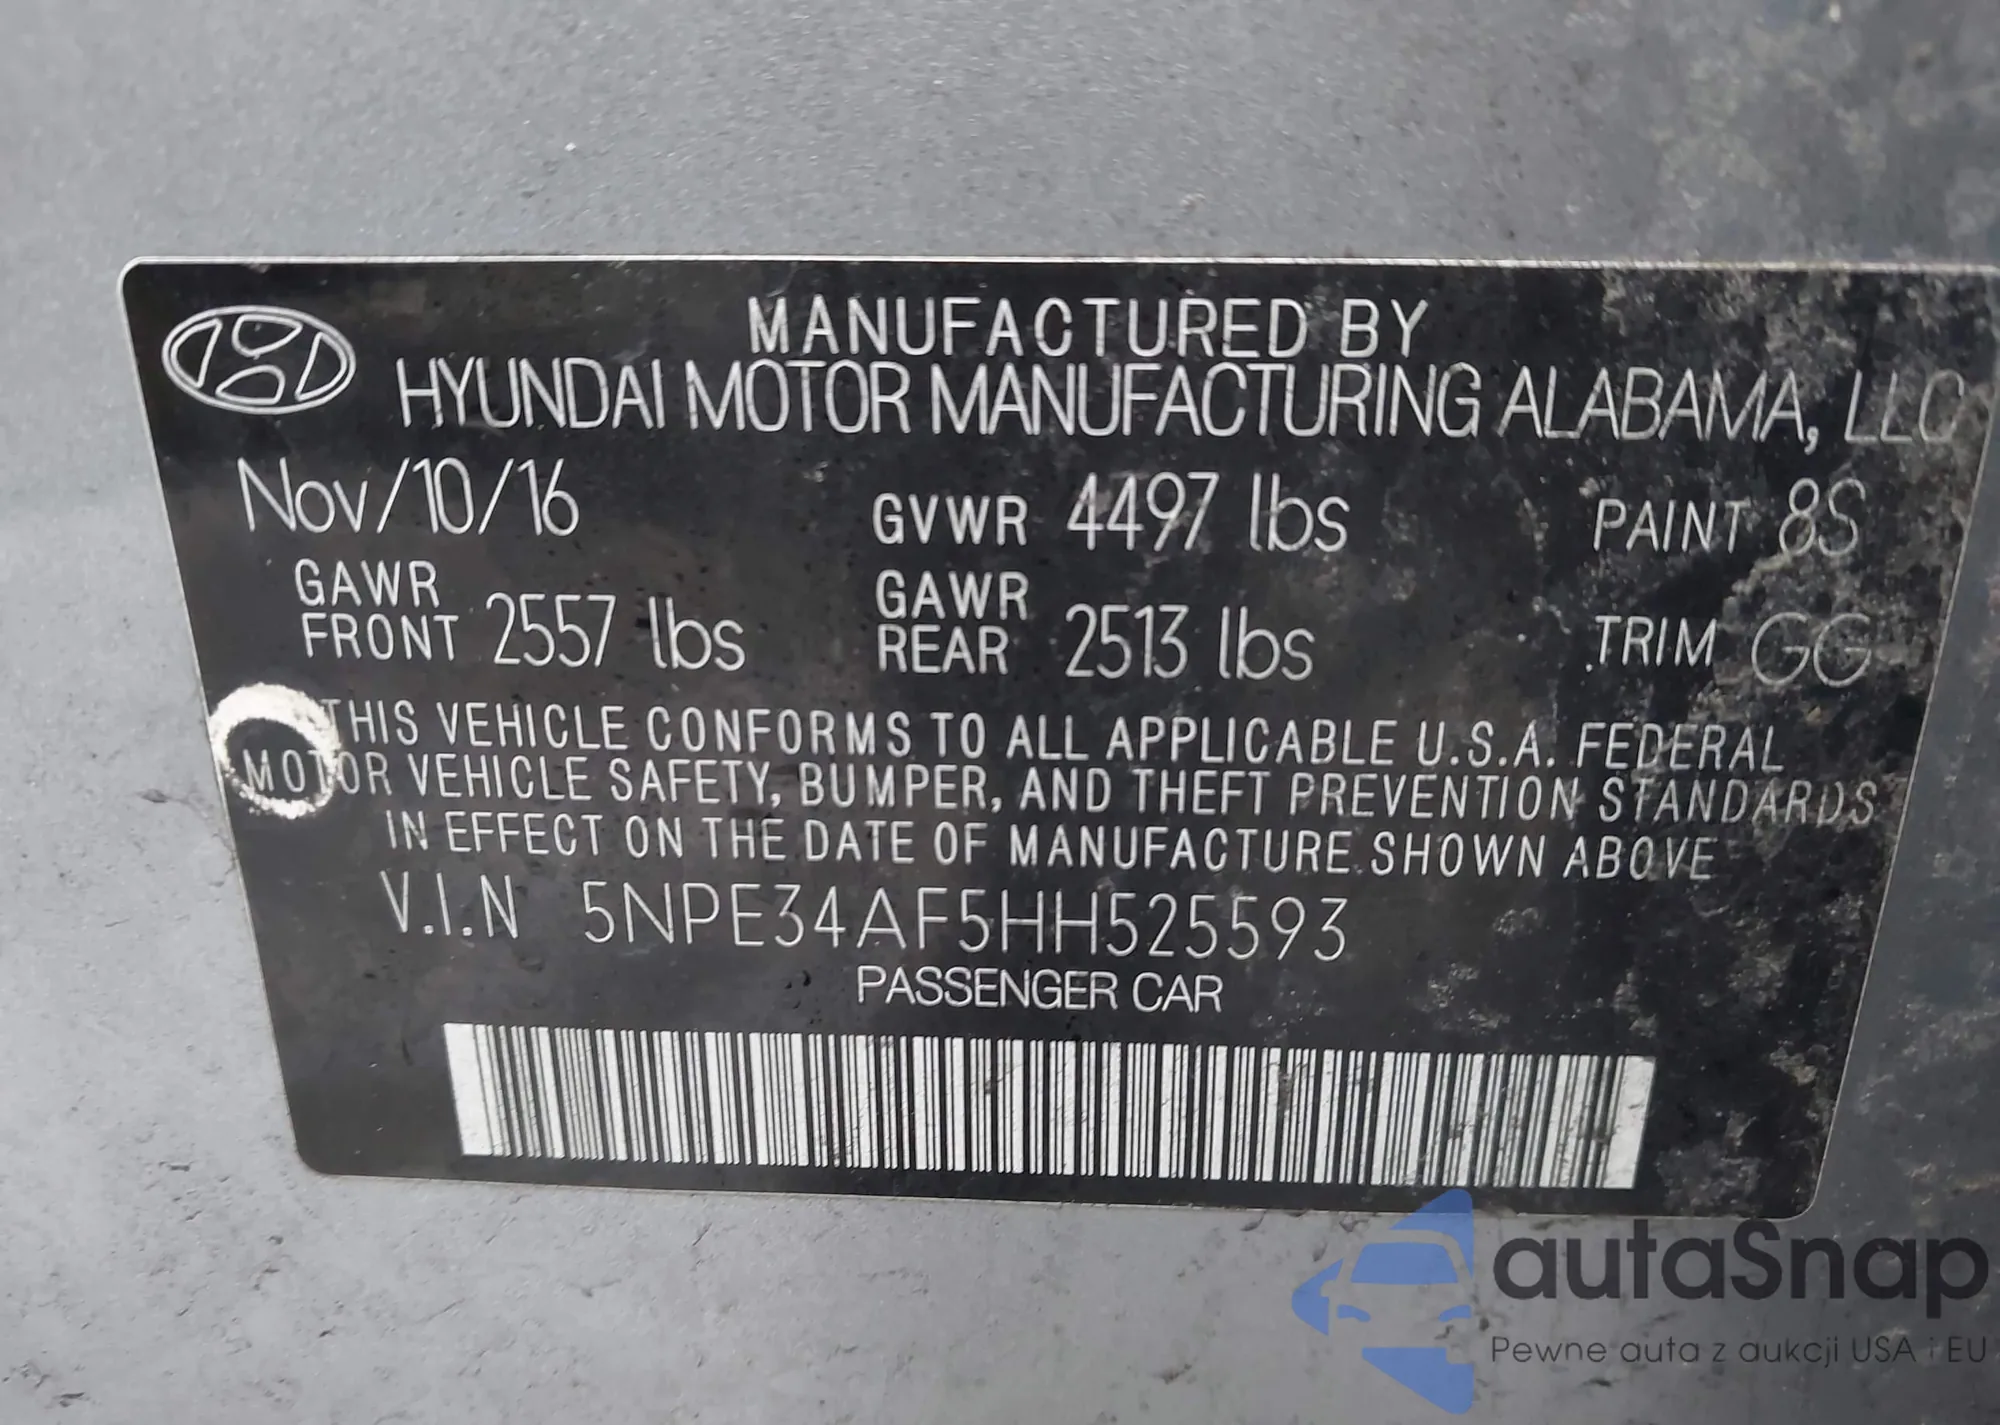 MANUFACTURED BY
HYUNDAI MOTOR MANUFACTURING ALABAMA, LLC
Nov/10/16 GVWR 4497 lbs PAINT 8S
GAWR FRONT 2557 lbs GAWR REAR 2513 lbs TRIM GG
THIS VEHICLE CONFORMS TO ALL APPLICABLE U.S.A. FEDERAL
MOTOR VEHICLE SAFETY, BUMPER, AND THEFT PREVENTION STANDARDS
IN EFFECT ON THE DATE OF MANUFACTURE SHOWN ABOVE
V.I.N 5NPE34AF5HH525593
PASSENGER CAR
autaSnap
Pewne auta z aukcji USA i EU